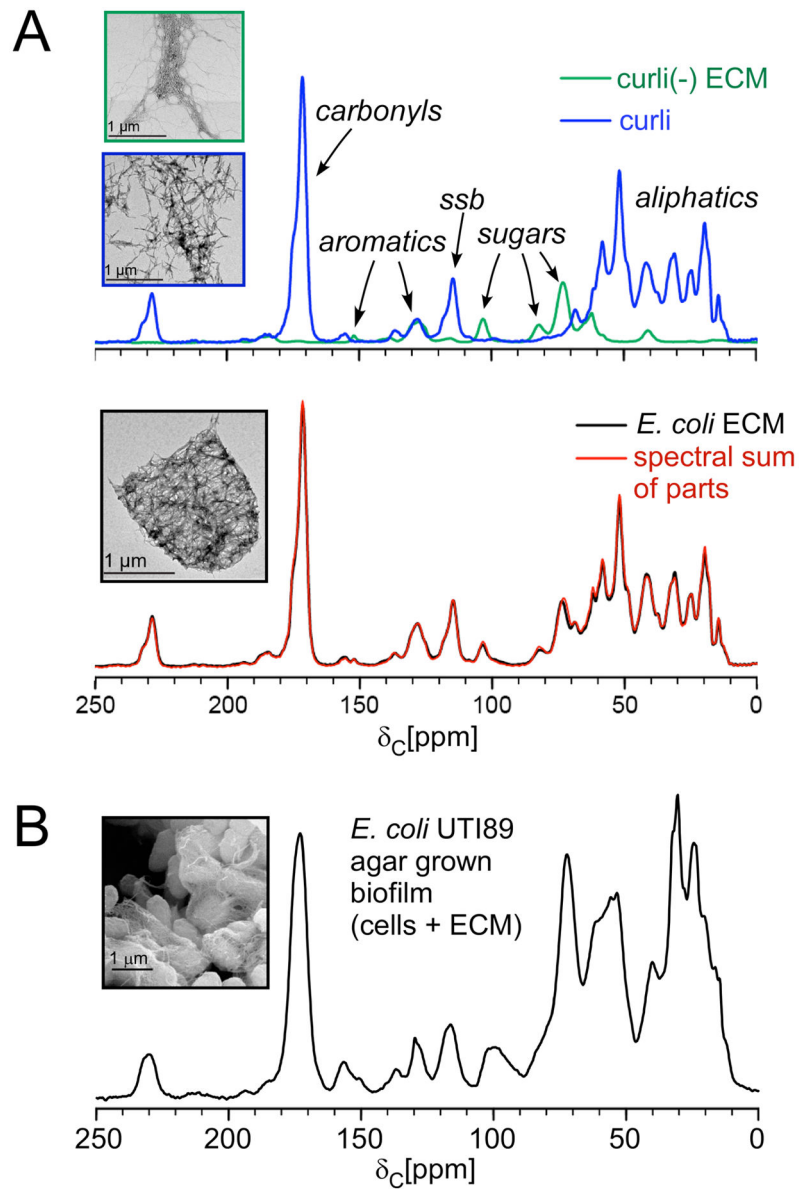 A
1 μm
1 μm
carbonyls
aromatics
ssb
sugars
aliphatics
curli(-) ECM
curli
1 μm
E. coli ECM
spectral sum
of parts
250 200 150 100 50 0
δC[ppm]
B
1 μm
E. coli UTI89
agar grown
biofilm
(cells + ECM)
250 200 150 100 50 0
δC[ppm]